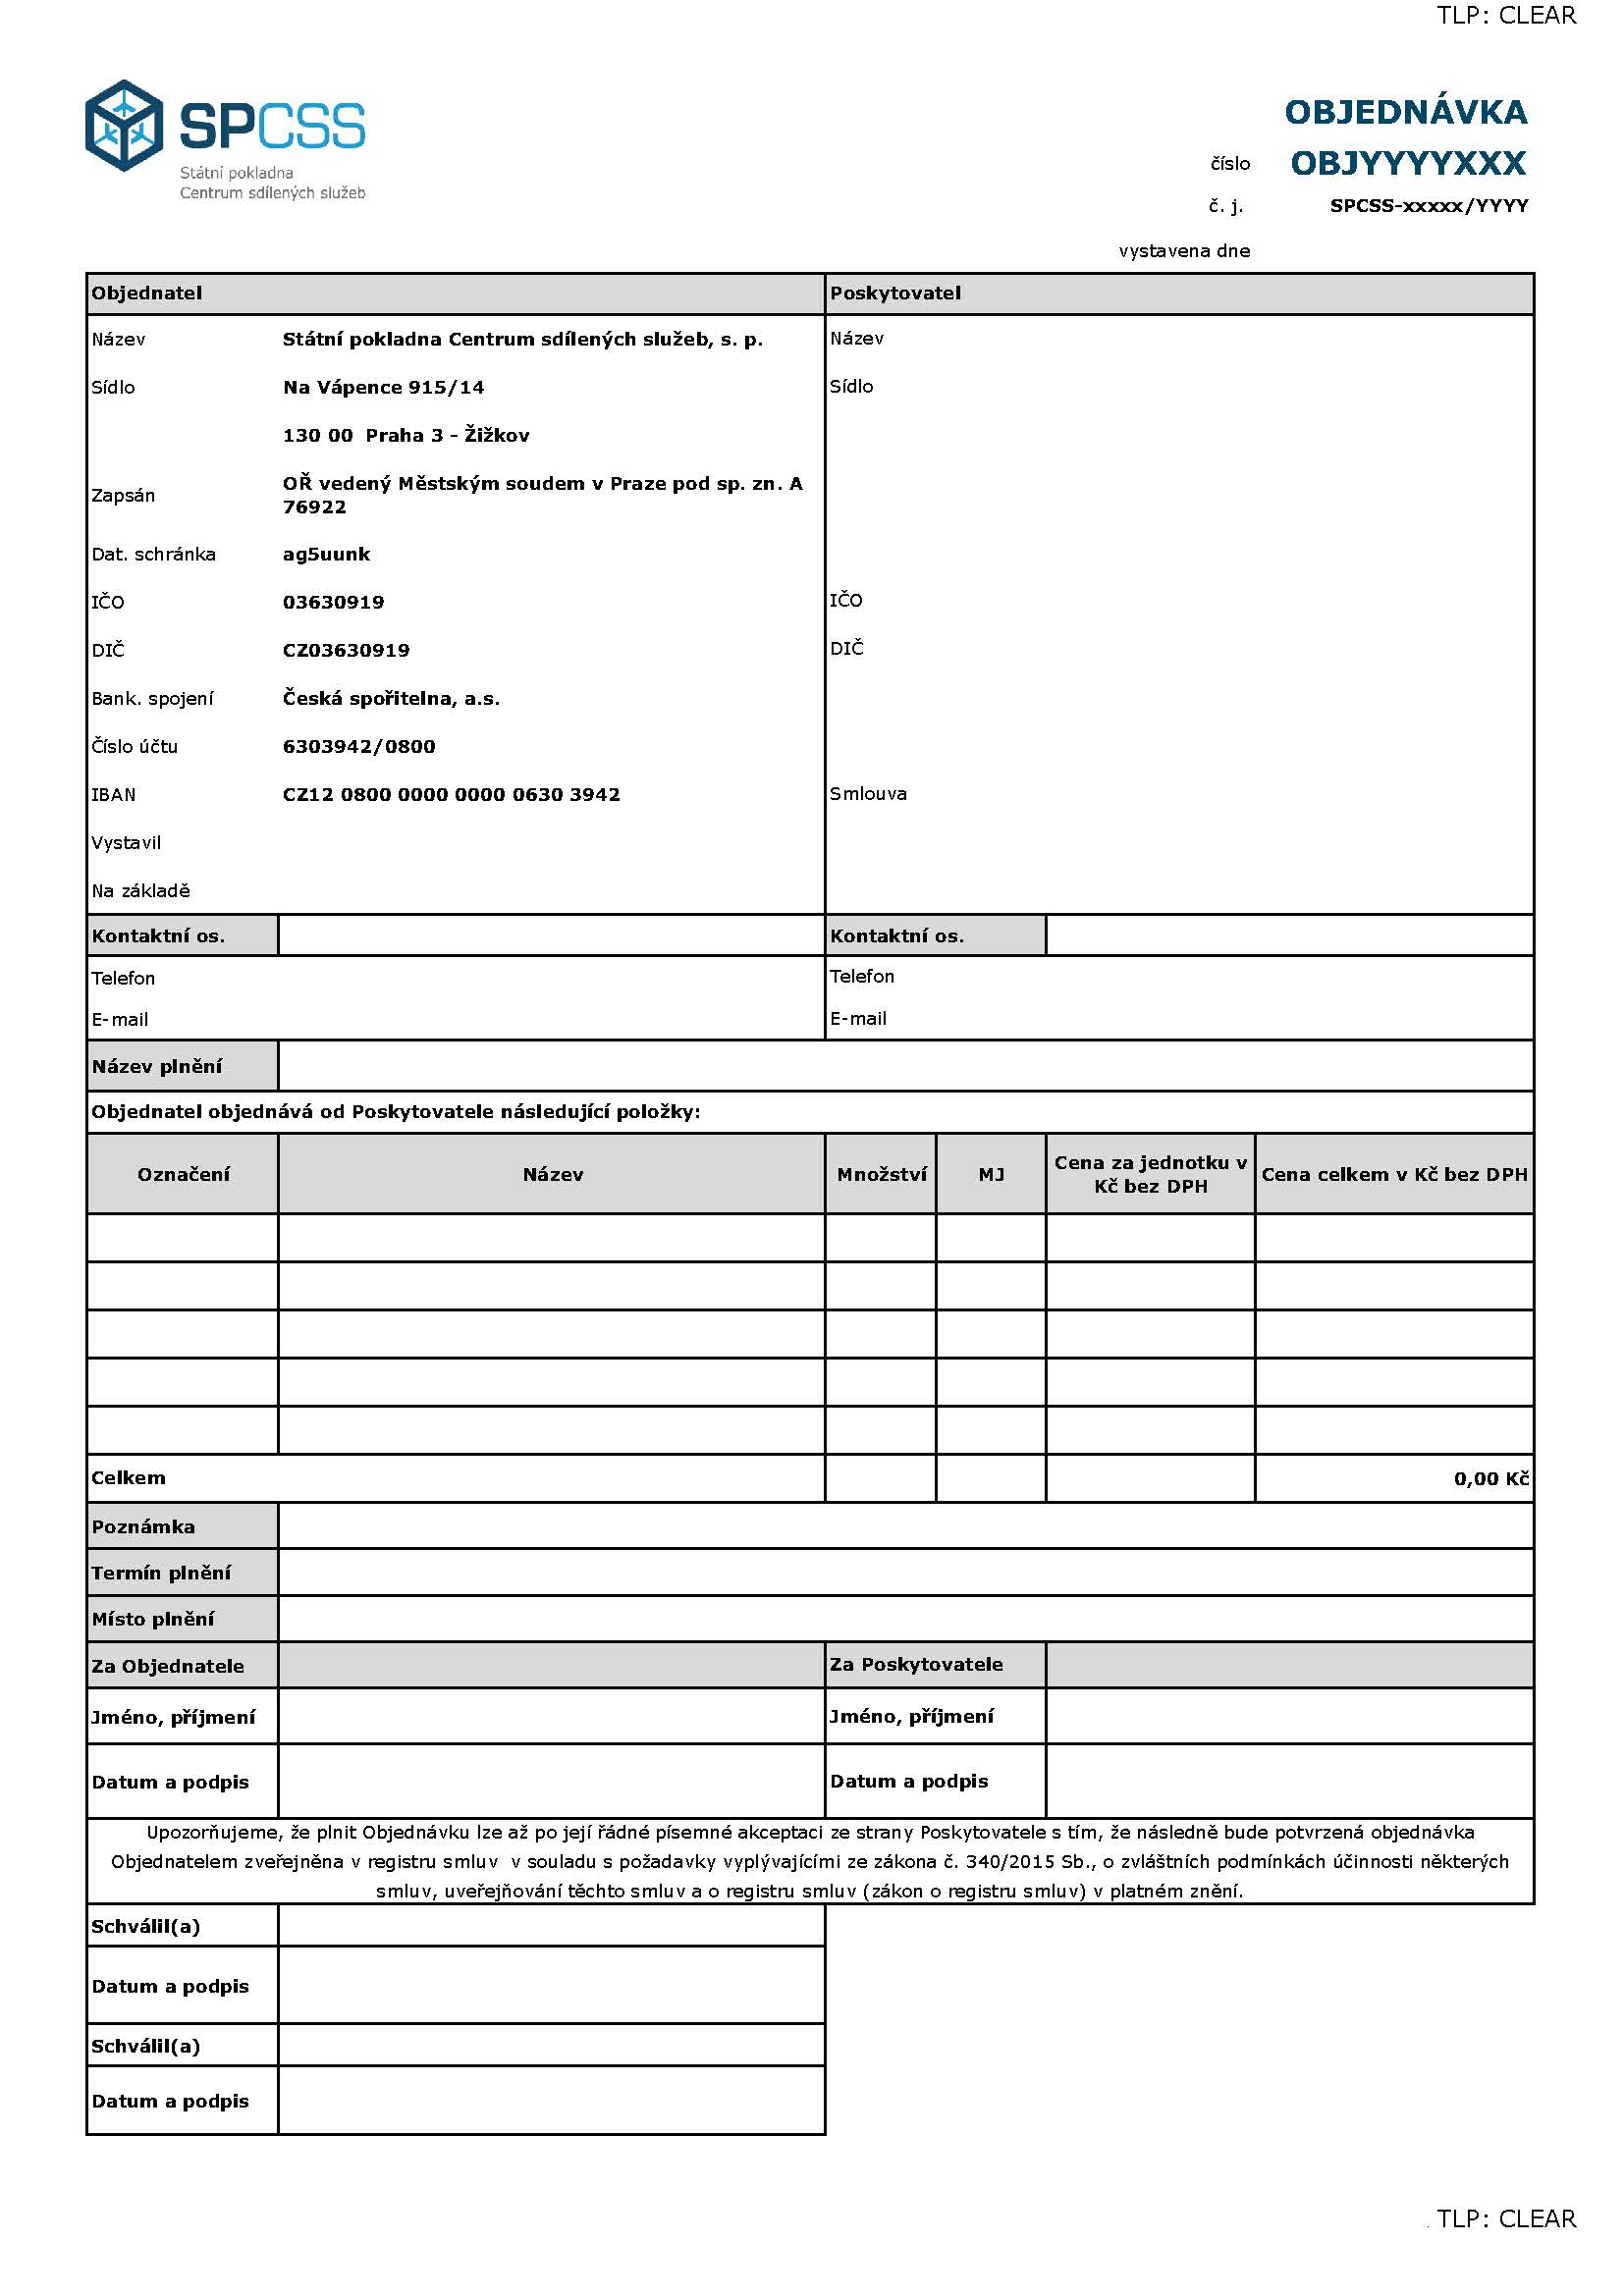 TLP: CLEAR
SPCSS
Státní pokladna
Centrum sdílených služeb
OBJEDNÁVKA
číslo OBJYYYYXXX
č. j. SPCSS-xxxxx/YYYY
vystavena dne
Objednatel Poskytovatel
Název Státní pokladna Centrum sdílených služeb, s. p. Název
Sídlo Na Vápence 915/14 Sídlo
130 00  Praha 3 - Žižkov
Zapsán OŘ vedený Městským soudem v Praze pod sp. zn. A
76922
Dat. schránka ag5uunk
IČO 03630919 IČO
DIČ CZ03630919 DIČ
Bank. spojení Česká spořitelna, a.s.
Číslo účtu 6303942/0800
IBAN CZ12 0800 0000 0000 0630 3942 Smlouva
Vystavil
Na základě
Kontaktní os. Kontaktní os.
Telefon Telefon
E-mail E-mail
Název plnění
Objednatel objednává od Poskytovatele následující položky:
Označení Název Množství MJ Cena za jednotku v Kč bez DPH Cena celkem v Kč bez DPH
Celkem 0,00 Kč
Poznámka
Termín plnění
Místo plnění
Za Objednatele Za Poskytovatele
Jméno, příjmení Jméno, příjmení
Datum a podpis Datum a podpis
Upozorňujeme, že plnit Objednávku lze až po její řádné písemné akceptaci ze strany Poskytovatele s tím, že následně bude potvrzená objednávka
Objednatelem zveřejněna v registru smluv  v souladu s požadavky vyplývajícími ze zákona č. 340/2015 Sb., o zvláštních podmínkách účinnosti některých
smluv, uveřejňování těchto smluv a o registru smluv (zákon o registru smluv) v platném znění.
Schválil(a)
Datum a podpis
Schválil(a)
Datum a podpis
TLP: CLEAR